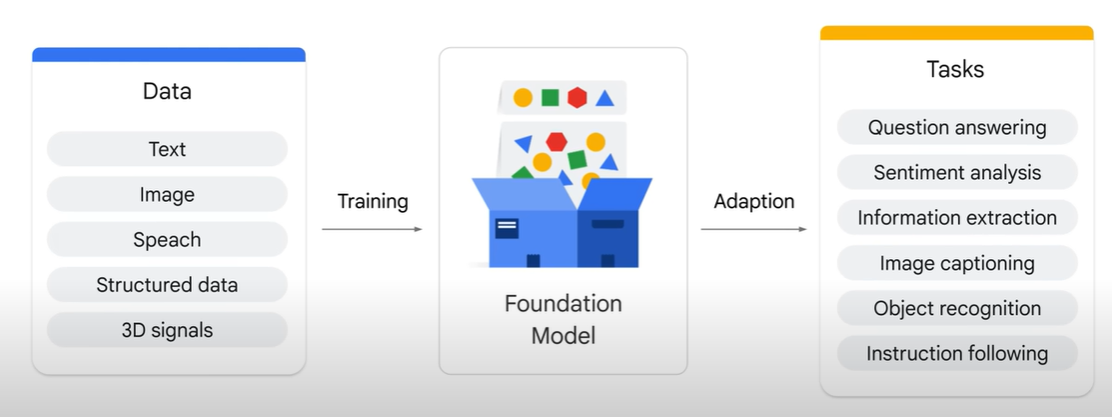 Data
Text
Image
Speach
Structured data
3D signals
Training
Foundation
Model
Adaption
Tasks
Question answering
Sentiment analysis
Information extraction
Image captioning
Object recognition
Instruction following